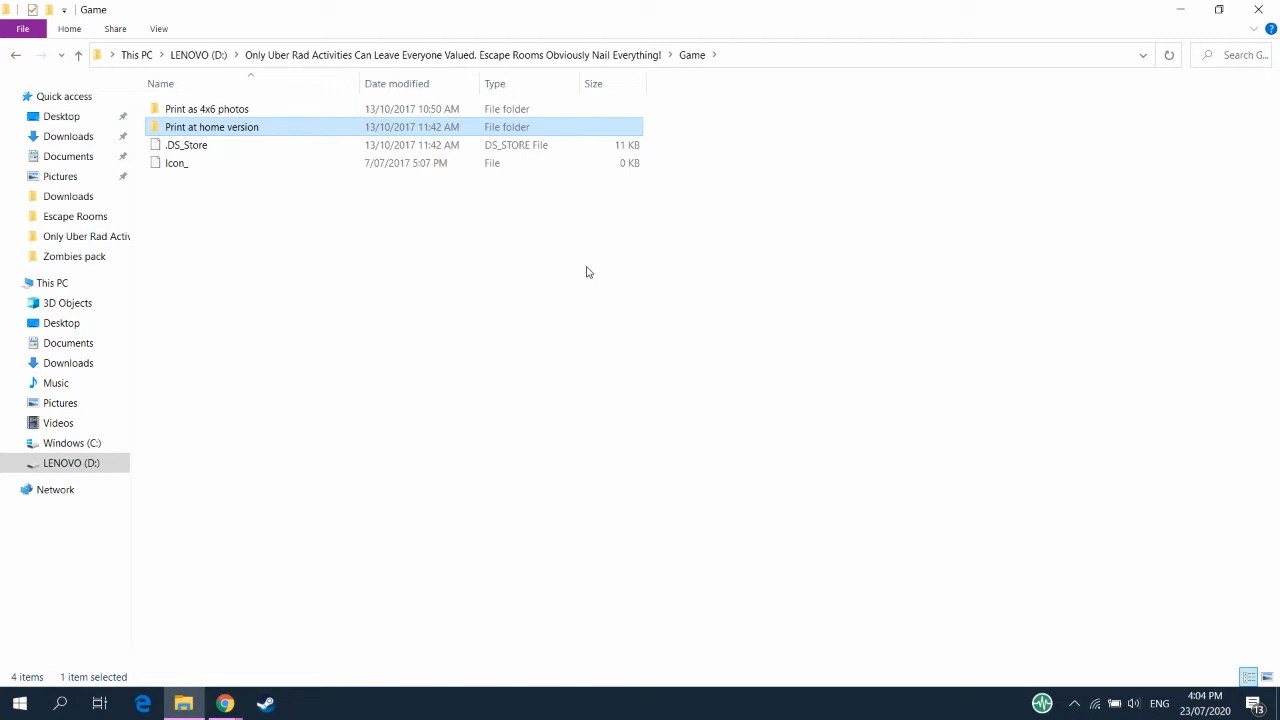 Game
File Home Share View
This PC LENOVO (D:) Only Uber Rad Activities Can Leave Everyone Valued. Escape Rooms Obviously Nail Everything! Game
Search G...
Name Date modified Type Size
Print as 4x6 photos 13/10/2017 10:50 AM File folder
Print at home version 13/10/2017 11:42 AM File folder
.DS_Store 13/10/2017 11:42 AM DS_STORE File 11 KB
Icon_ 7/07/2017 5:07 PM File 0 KB
Quick access
Desktop
Downloads
Documents
Pictures
Downloads
Escape Rooms
Only Uber Rad Activ
Zombies pack
This PC
3D Objects
Desktop
Documents
Downloads
Music
Pictures
Videos
Windows (C:)
LENOVO (D:)
Network
4 items 1 item selected
ENG
4:04 PM
23/07/2020
13